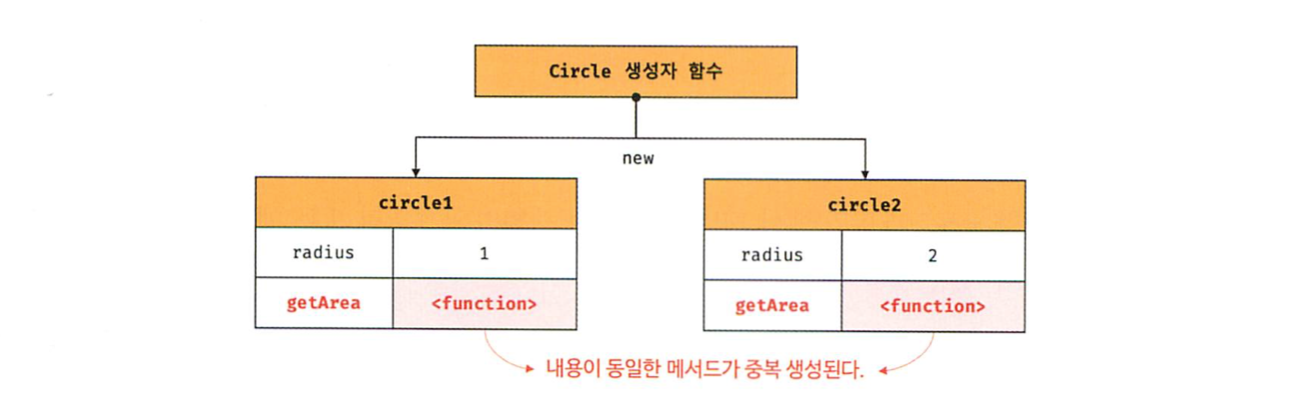 Circle 생성자 함수
new
circle1
radius 1
getArea <function>
circle2
radius 2
getArea <function>
내용이 동일한 메서드가 중복 생성된다.